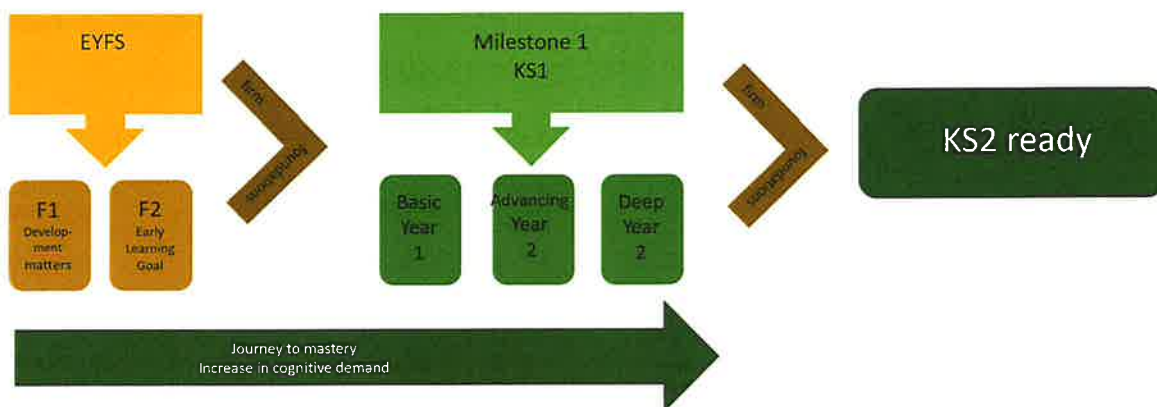 EYFS
F1
Develop-
ment
matters
F2
Early
Learning
Goal
firm
foundations
Milestone 1
KS1
Basic
Year
1
Advancing
Year
2
Deep
Year
2
firm
foundations
KS2 ready
Journey to mastery
Increase in cognitive demand